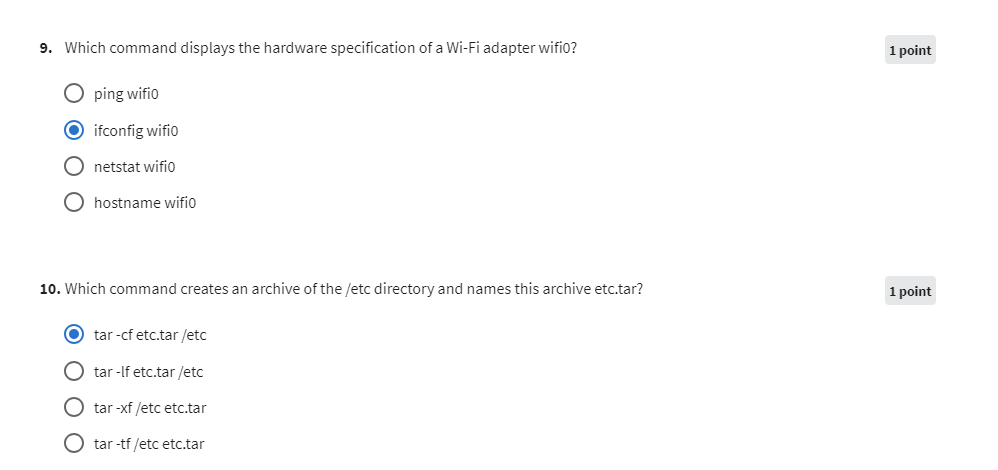 9. Which command displays the hardware specification of a Wi-Fi adapter wifi0?
1 point
ping wifi0
ifconfig wifi0
netstat wifi0
hostname wifi0
10. Which command creates an archive of the /etc directory and names this archive etc.tar?
1 point
tar -cf etc.tar /etc
tar -lf etc.tar /etc
tar -xf /etc etc.tar
tar -tf /etc etc.tar